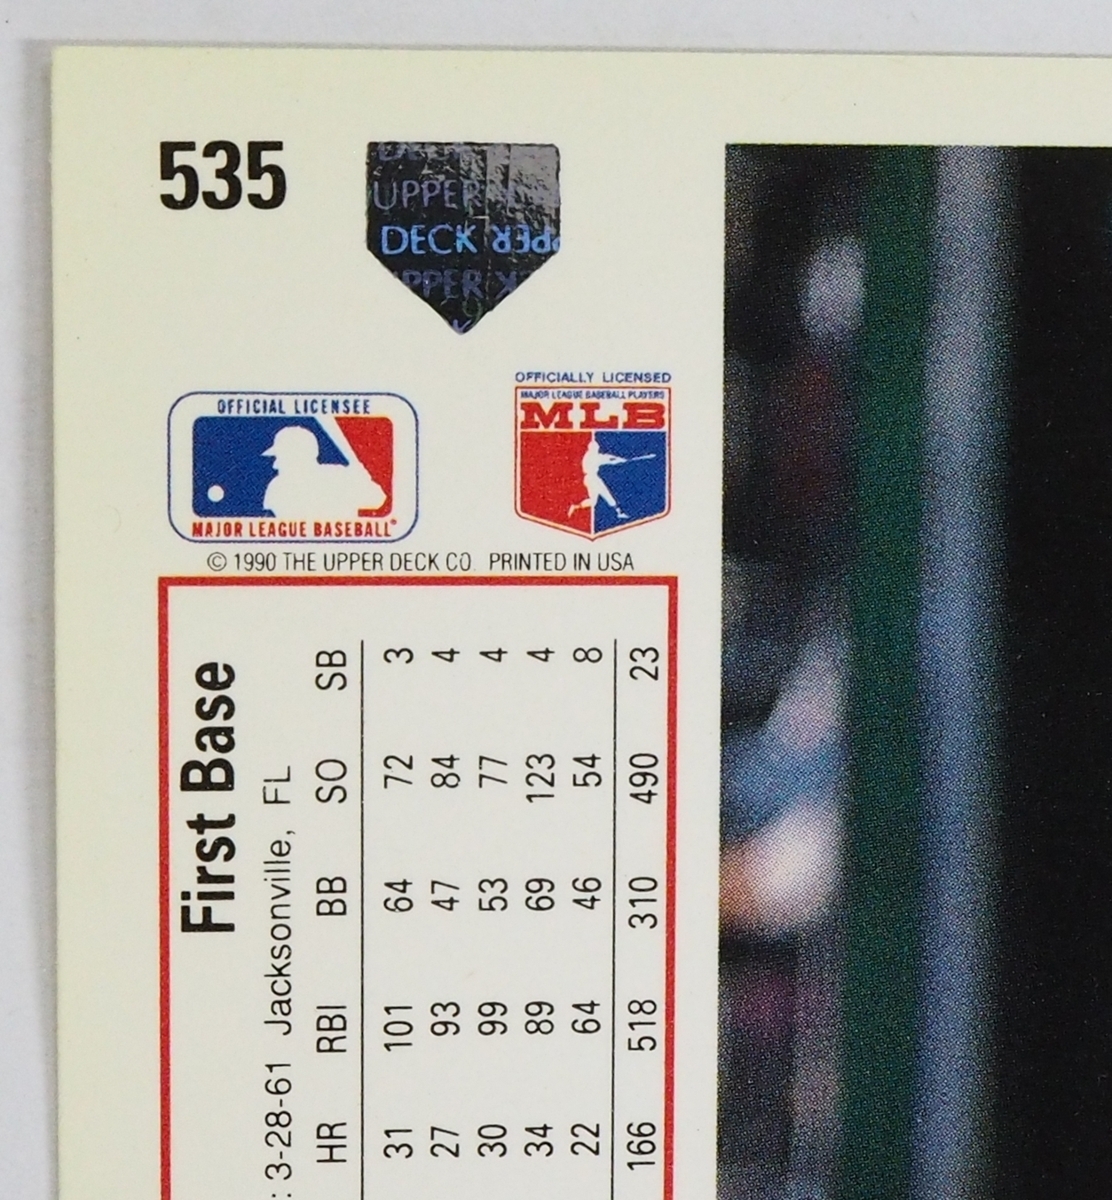 535
UPPER
DECK
UPPER
OFFICIAL LICENSEE
MAJOR LEAGUE BASEBALL®
OFFICIALLY LICENSED
MAJOR LEAGUE BASEBALL PLAYERS
MLB
© 1990 THE UPPER DECK CO. PRINTED IN USA
First Base
: 3-28-61 Jacksonville, FL
HR RBI BB SO SB
31 101 64 72 3
27 93 47 84 4
30 99 53 77 4
34 89 69 123 4
22 64 46 54 8
166 518 310 490 23